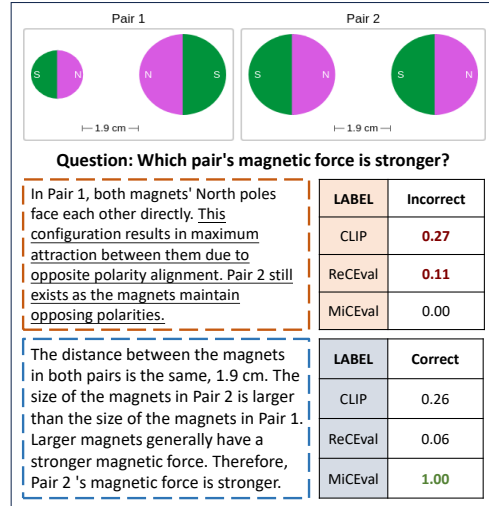 Pair 1
Pair 2
S N N S S N S N
1.9 cm
1.9 cm
Question: Which pair's magnetic force is stronger?
In Pair 1, both magnets' North poles
face each other directly. This
configuration results in maximum
attraction between them due to
opposite polarity alignment. Pair 2 still
exists as the magnets maintain
opposing polarities.
LABEL Incorrect
CLIP 0.27
ReCEval 0.11
MiCEval 0.00
The distance between the magnets
in both pairs is the same, 1.9 cm. The
size of the magnets in Pair 2 is larger
than the size of the magnets in Pair 1.
Larger magnets generally have a
stronger magnetic force. Therefore,
Pair 2 's magnetic force is stronger.
LABEL Correct
CLIP 0.26
ReCEval 0.06
MiCEval 1.00